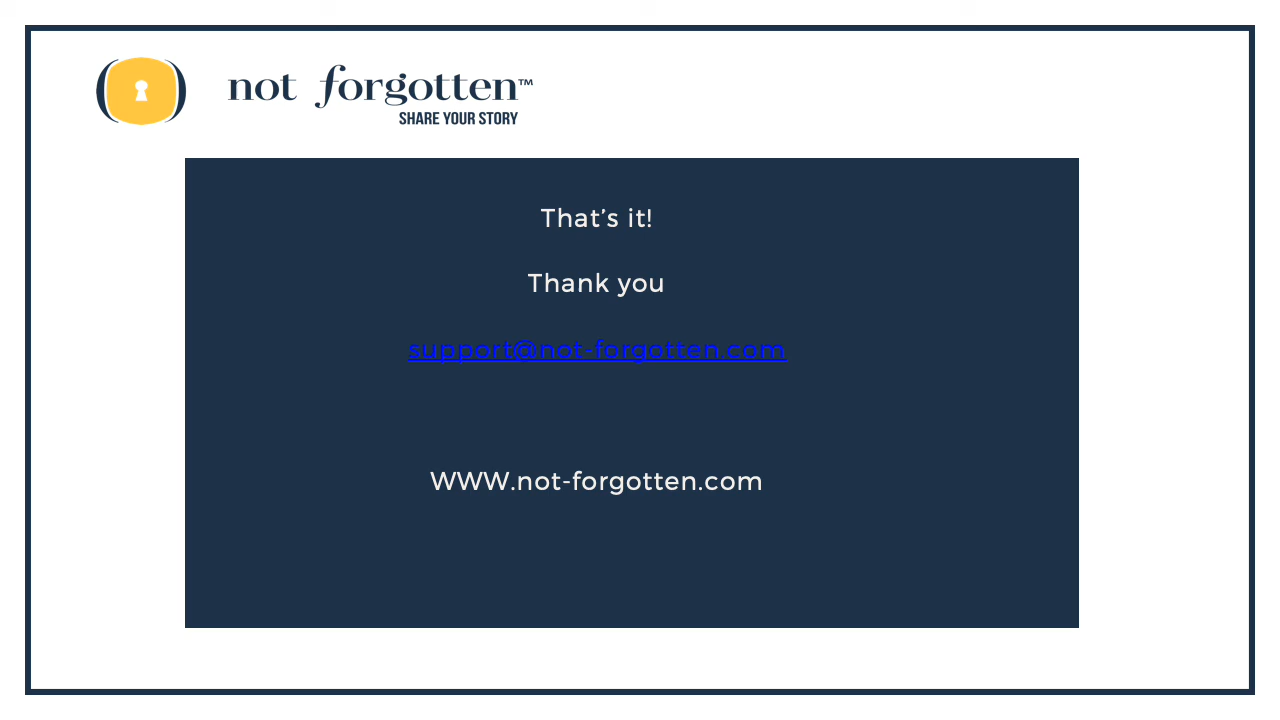 not forgotten™
SHARE YOUR STORY
That’s it!
Thank you
support@not-forgotten.com
WWW.not-forgotten.com